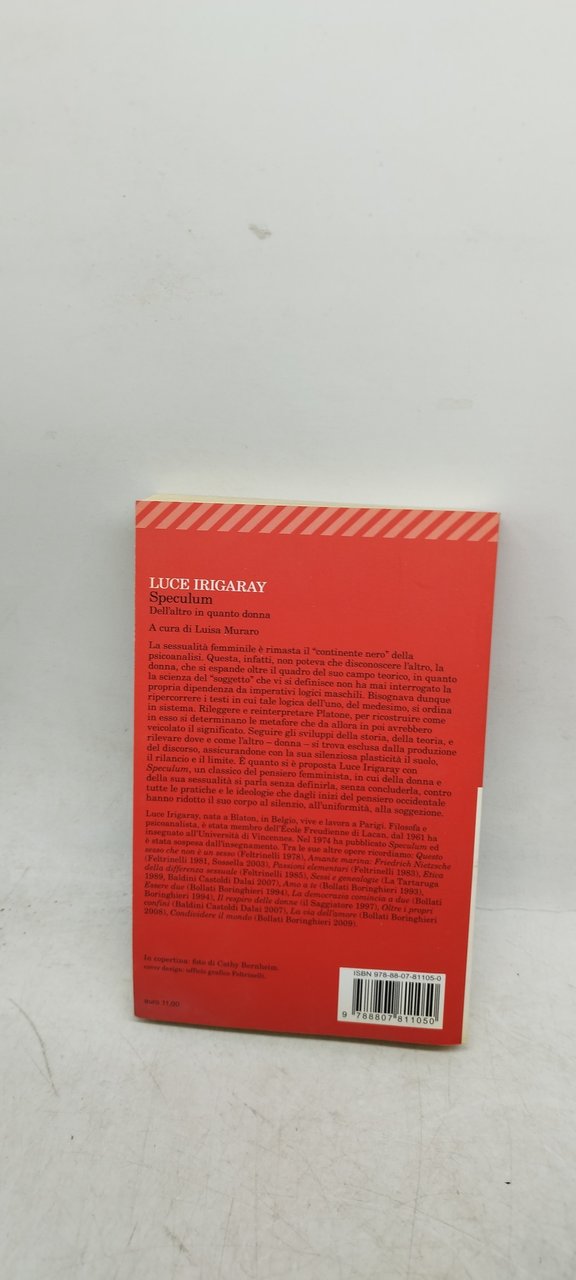 LUCE IRIGARAY
Speculum
Dell'altro in quanto donna
A cura di Luisa Muraro
La sessualità femminile è rimasta il "continente nero" della
psicoanalisi. Questa, infatti, non poteva che disconoscere l'altro, la
donna, che si espande oltre il quadro del suo campo teorico, in quanto
la scienza del "soggetto" che vi si definisce non ha mai interrogato la
propria dipendenza da imperativi logici maschili. Bisognava dunque
ripercorrere i testi in cui tale logica dell'uno, del medesimo, si ordina
in sistema. Rileggere e reinterpretare Platone, per ricostruire come
in esso si determinano le metafore che da allora in poi avrebbero
veicolato il significato. Seguire gli sviluppi della storia, della teoria, e
rilevare dove e come l'altro – donna – si trova esclusa dalla produzione
del discorso, assicurandone con la sua silenziosa plasticità il suolo,
il rilancio e il limite. È quanto si è proposta Luce Irigaray con
Speculum, un classico del pensiero femminista, in cui della donna e
della sua sessualità si parla senza definirla, senza concluderla, contro
tutte le pratiche e le ideologie che dagli inizi del pensiero occidentale
hanno ridotto il suo corpo al silenzio, all'uniformità, alla soggezione.
Luce Irigaray, nata a Blaton, in Belgio, vive e lavora a Parigi. Filosofa e
psicoanalista, è stata membro dell'École Freudienne di Lacan, dal 1961 ha
insegnato all'Università di Vincennes. Nel 1974 ha pubblicato Speculum ed
è stata sospesa dall'insegnamento. Tra le sue altre opere ricordiamo: Questo
sesso che non è un sesso (Feltrinelli 1978), Amante marina: Friedrich Nietzsche
(Feltrinelli 1981, Sossella 2003), Passioni elementari (Feltrinelli 1983), Etica
della differenza sessuale (Feltrinelli 1985), Sessi e genealogie (La Tartaruga
1989, Baldini Castoldi Dalai 2007), Amo a te (Bollati Boringhieri 1993),
Essere due (Bollati Boringhieri 1994), La democrazia comincia a due (Bollati
Boringhieri 1994), Il respiro delle donne (il Saggiatore 1997), Oltre i propri
confini (Baldini Castoldi Dalai 2007), La via dell'amore (Bollati Boringhieri
2008), Condividere il mondo (Bollati Boringhieri 2009).
In copertina: foto di Cathy Bernheim.
cover design: ufficio grafico Feltrinelli.
euro 11,00
ISBN 978-88-07-81105-0
9 788807 811050